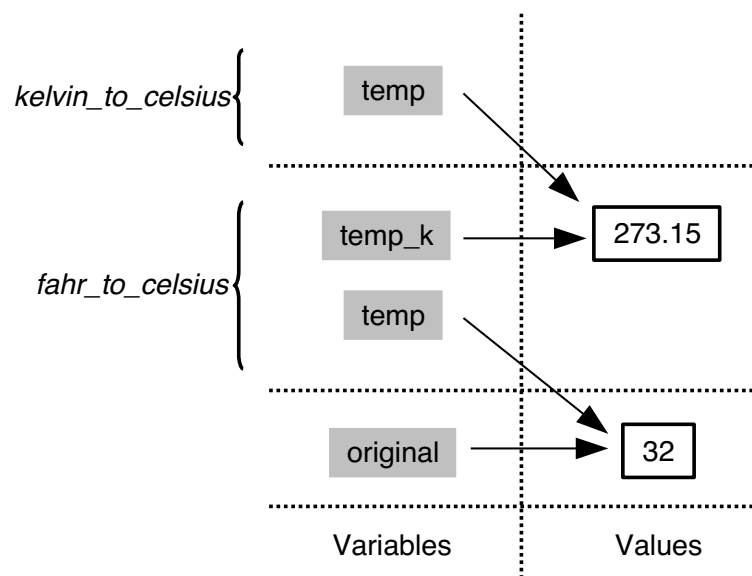 kelvin_to_celsius
temp
temp_k
273.15
fahr_to_celsius
temp
original
32
Variables
Values